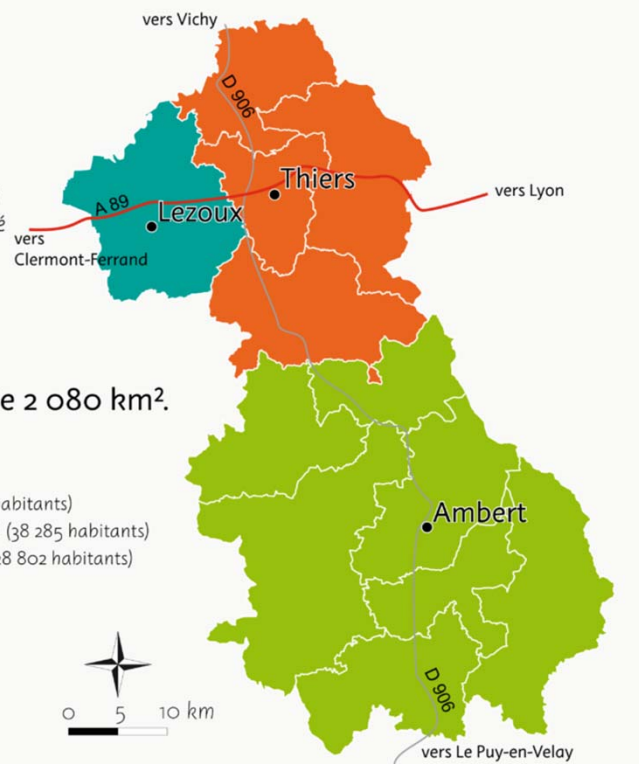 vers Vichy
D 906
Thiers
vers Lyon
A 89
Lezoux
é
vers
Clermont-Ferrand
e 2 080 km².
abitants)
(38 285 habitants)
8 802 habitants)
Ambert
0 5 10 km
D 906
vers Le Puy-en-Velay